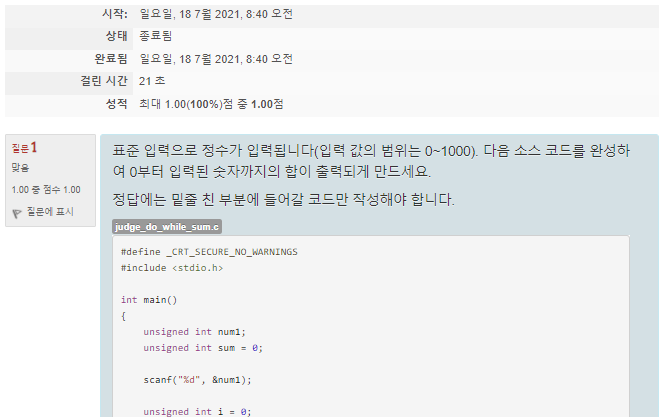 시작: 일요일, 18 7월 2021, 8:40 오전
상태 종료됨
완료됨 일요일, 18 7월 2021, 8:40 오전
걸린 시간 21 초
성적 최대 1.00(100%)점 중 1.00점
질문 1
맞음
1.00 중 점수 1.00
질문에 표시
표준 입력으로 정수가 입력됩니다(입력 값의 범위는 0~1000). 다음 소스 코드를 완성하
여 0부터 입력된 숫자까지의 합이 출력되게 만드세요.
정답에는 밑줄 친 부분에 들어갈 코드만 작성해야 합니다.
judge_do_while_sum.c
#define _CRT_SECURE_NO_WARNINGS
#include <stdio.h>
int main()
{
unsigned int num1;
unsigned int sum = 0;
scanf("%d", &num1);
unsigned int i = 0;